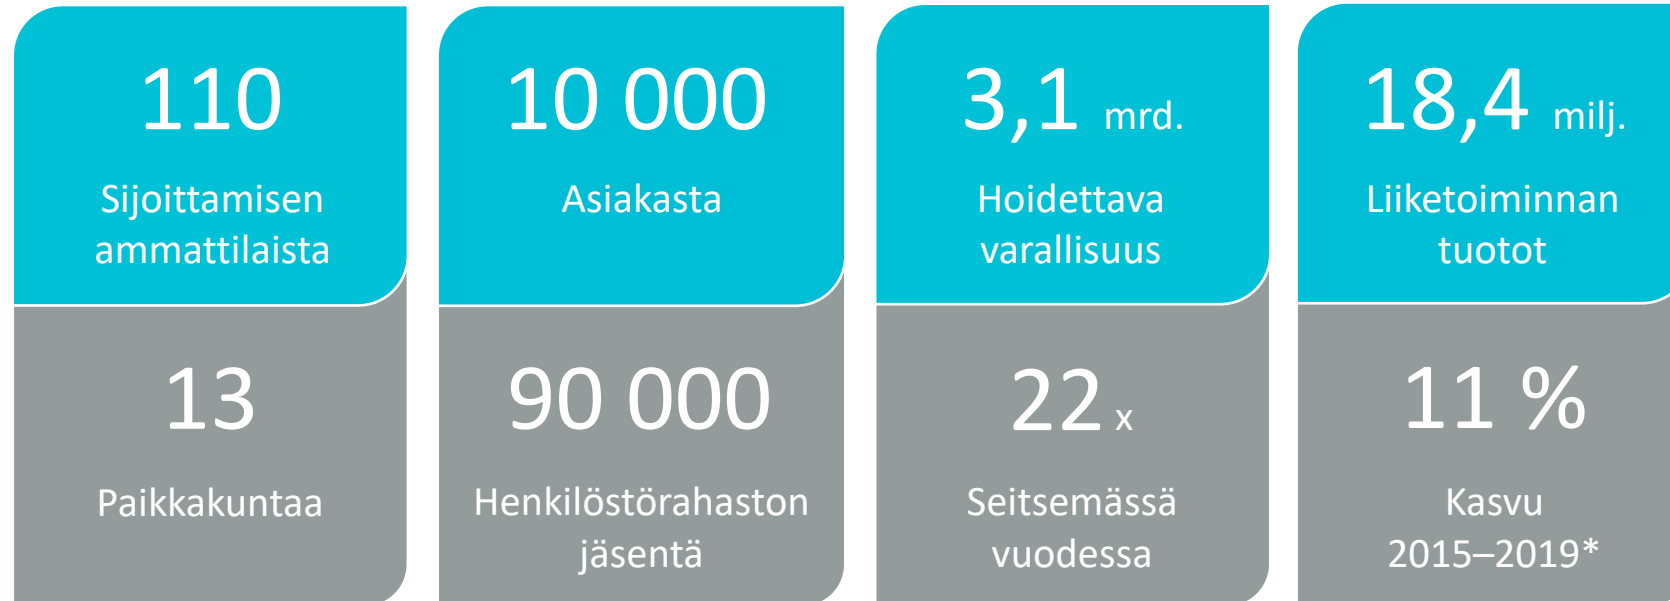 110
Sijoittamisen
ammattilaista
13
Paikkakuntaa
10 000
Asiakasta
90 000
Henkilöstörahaston
jäsentä
3,1 mrd.
Hoidettava
varallisuus
22 x
Seitsemässä
vuodessa
18,4 milj.
Liiketoiminnan
tuotot
11 %
Kasvu
2015–2019*